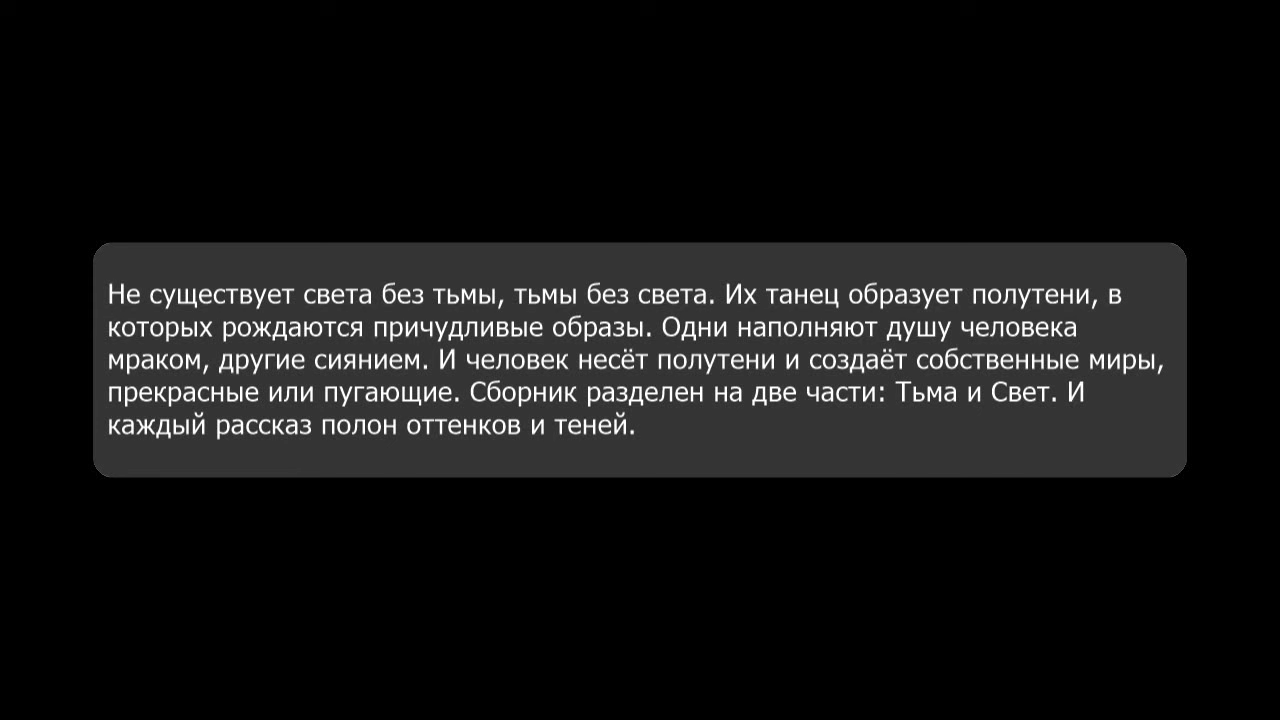 Не существует света без тьмы, тьмы без света. Их танец образует полутени, в
которых рождаются причудливые образы. Одни наполняют душу человека
мраком, другие сиянием. И человек несёт полутени и создаёт собственные миры,
прекрасные или пугающие. Сборник разделен на две части: Тьма и Свет. И
каждый рассказ полон оттенков и теней.